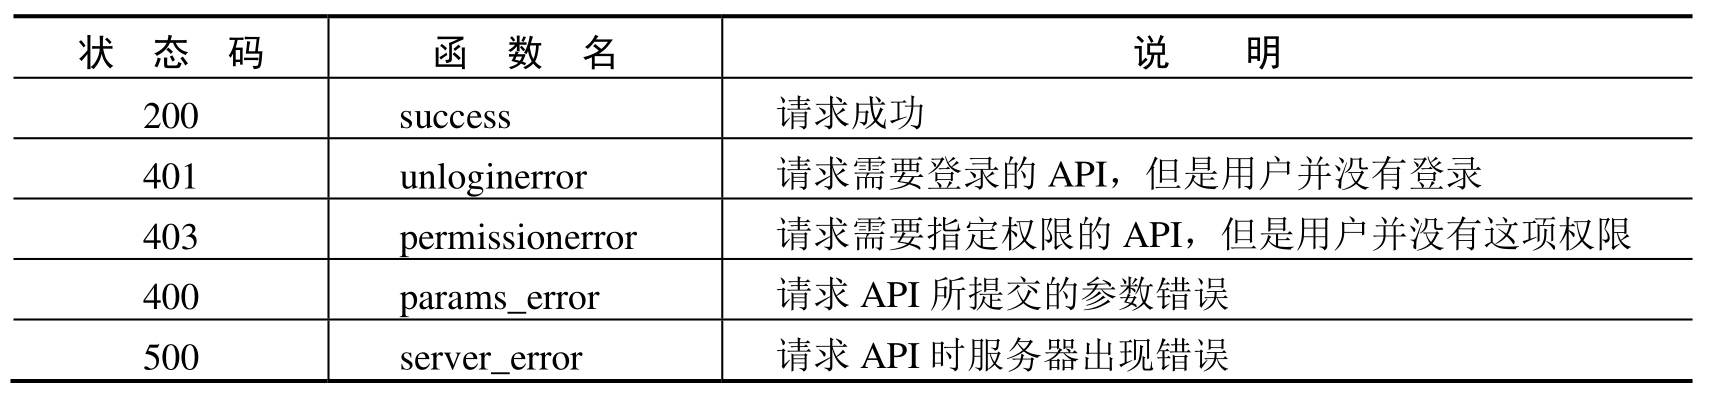 状 态 码 函 数 名 说 明
200 success 请求成功
401 unloginerror 请求需要登录的 API，但是用户并没有登录
403 permissionerror 请求需要指定权限的 API，但是用户并没有这项权限
400 params_error 请求 API 所提交的参数错误
500 server_error 请求 API 时服务器出现错误